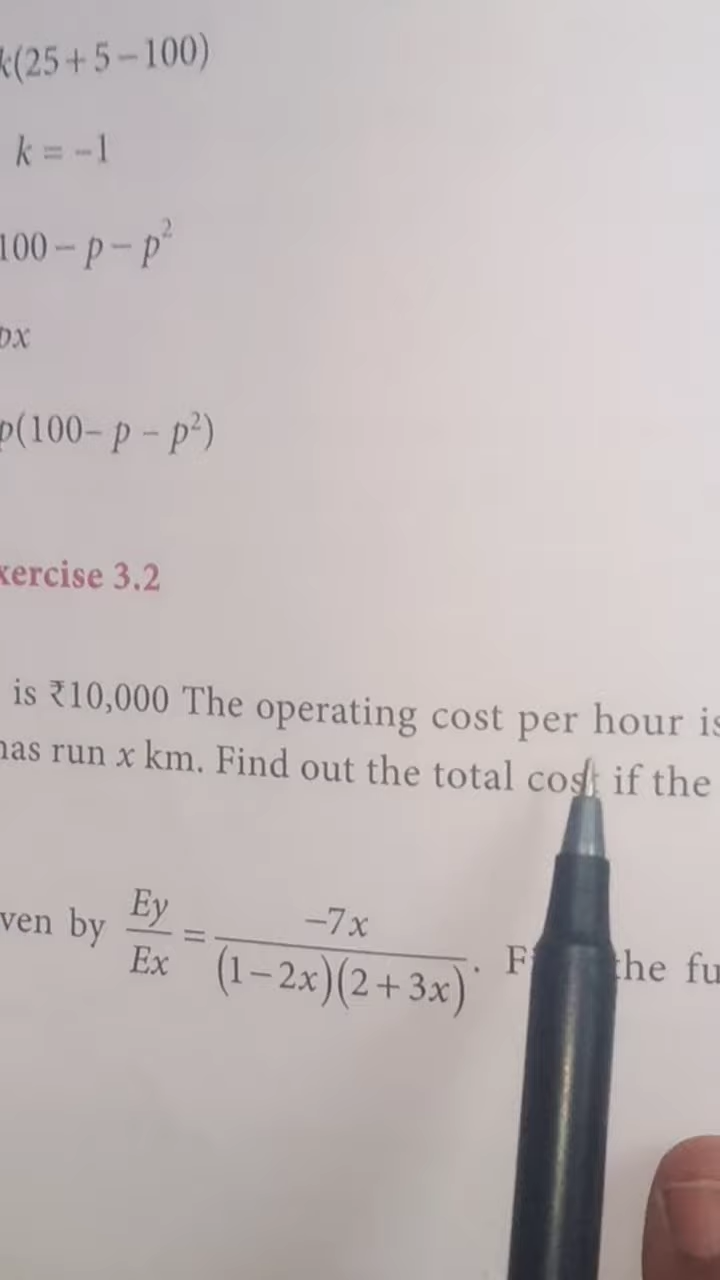 k(25+5−100)
k = −1
100 − p − p²
px
p(100− p − p²)
xercise 3.2
is ₹10,000 The operating cost per hour is
has run x km. Find out the total cost if the
ven by Ey/Ex = −7x/((1−2x)(2+3x)). the fu